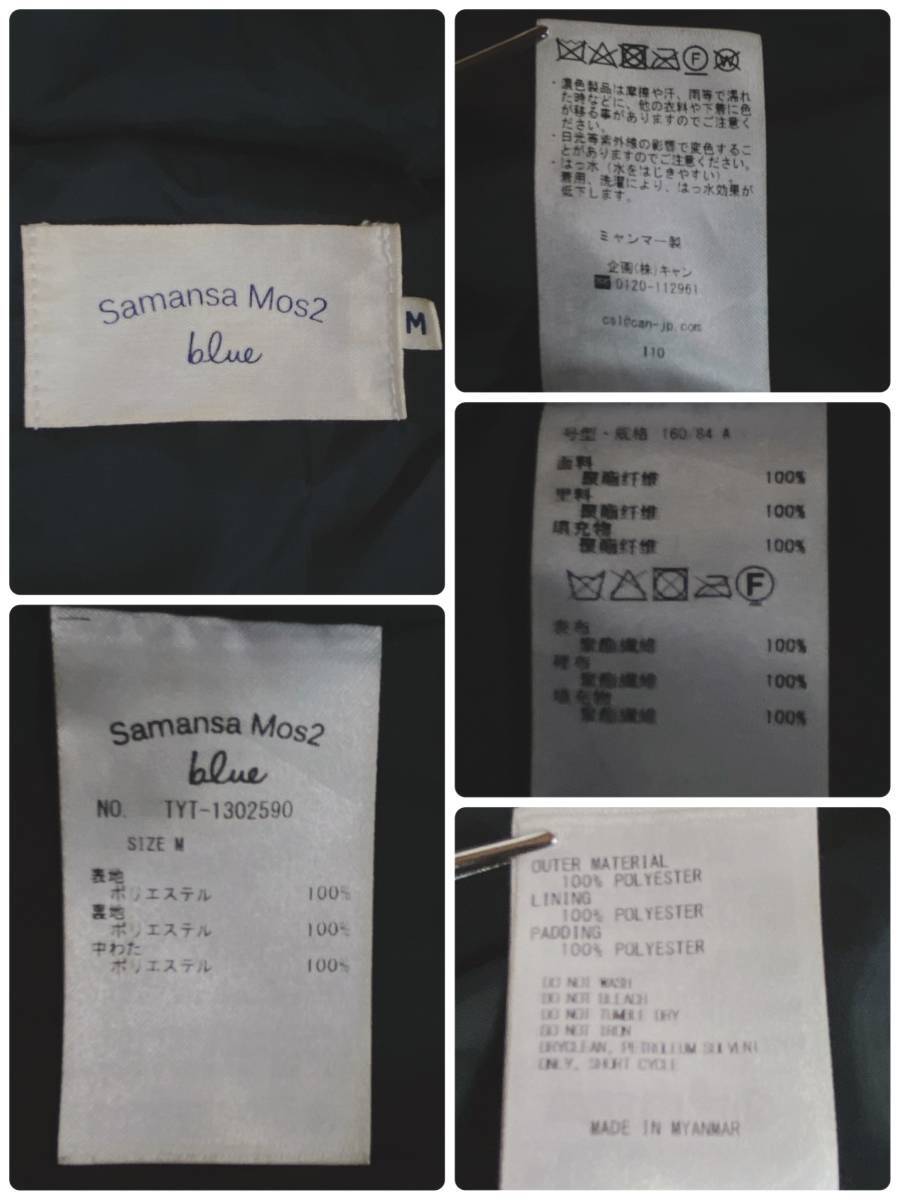 Samansa Mos2
blue
M
F W
・濃色製品は摩擦や汗、雨等で濡れ
た時などに、他の衣料や下着に色
が移る事がありますのでご注意く
ださい。
・日光等紫外線の影響で変色するこ
とがありますのでご注意ください。
・はっ水（水をはじきやすい）。
着用、洗濯により、はっ水効果が
低下します。
ミャンマー製
企画(株)キャン
0120-112961
cs1@can-jp.com
110
号型・规格 160/84 A
面料
聚酯纤维 100%
里料
聚酯纤维 100%
填充物
聚酯纤维 100%
F
表布
聚酯纖維 100%
裡布
聚酯纖維 100%
填充物
聚酯纖維 100%
Samansa Mos2
blue
NO. TYT-1302590
SIZE M
表地
ポリエステル 100%
裏地
ポリエステル 100%
中わた
ポリエステル 100%
OUTER MATERIAL
100% POLYESTER
LINING
100% POLYESTER
PADDING
100% POLYESTER
DO NOT WASH
DO NOT BLEACH
DO NOT TUMBLE DRY
DO NOT IRON
DRYCLEAN, PETROLEUM SOLVENT
ONLY, SHORT CYCLE
MADE IN MYANMAR